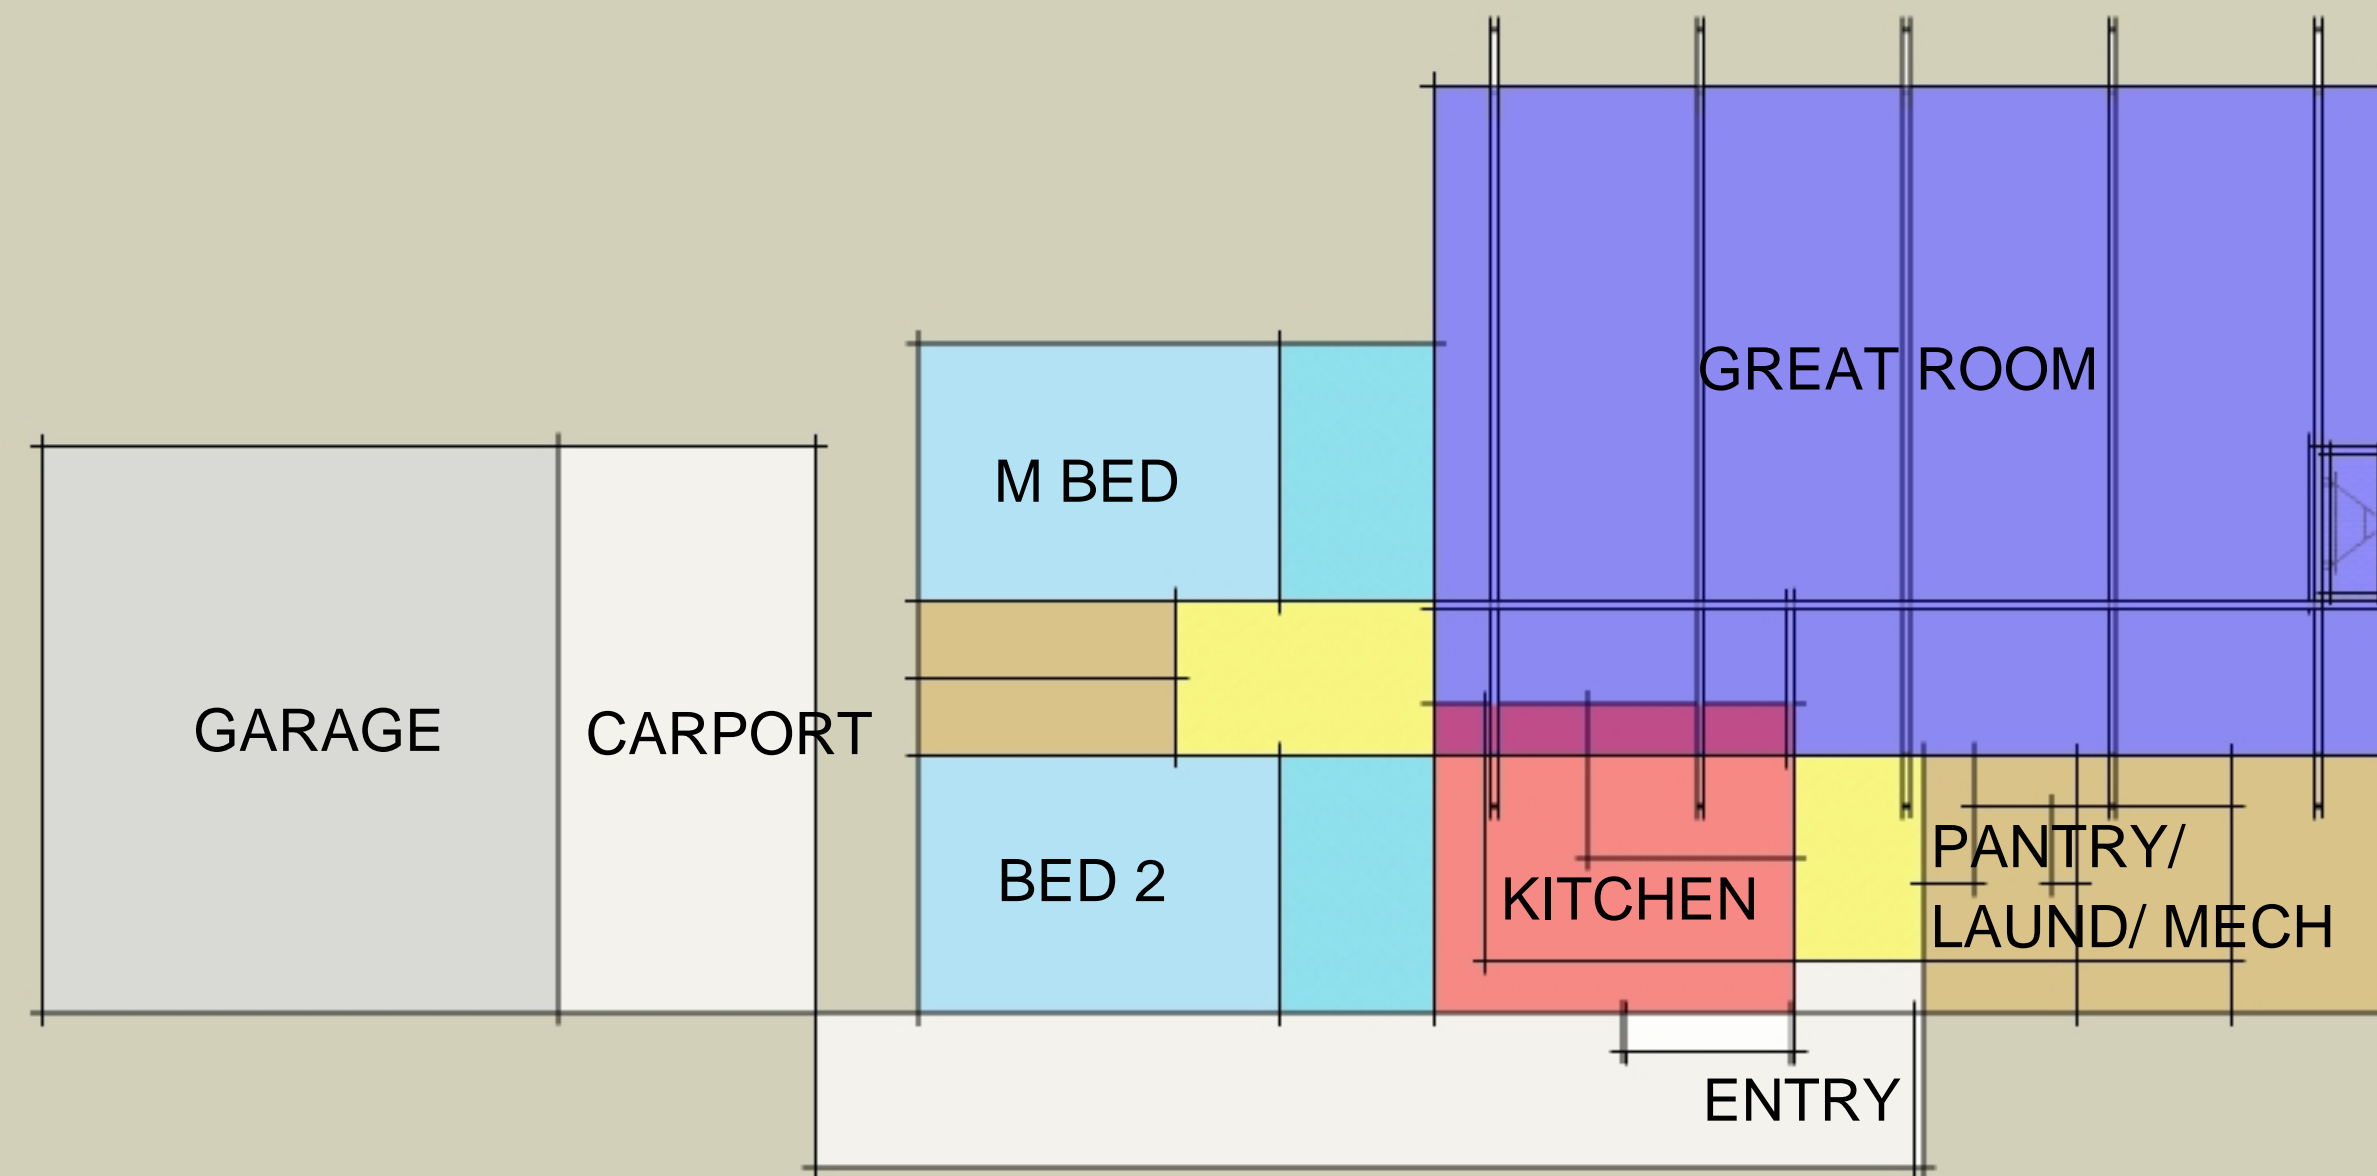 GREAT ROOM
M BED
GARAGE
CARPORT
BED 2
KITCHEN
PANTRY/
LAUND/ MECH
ENTRY